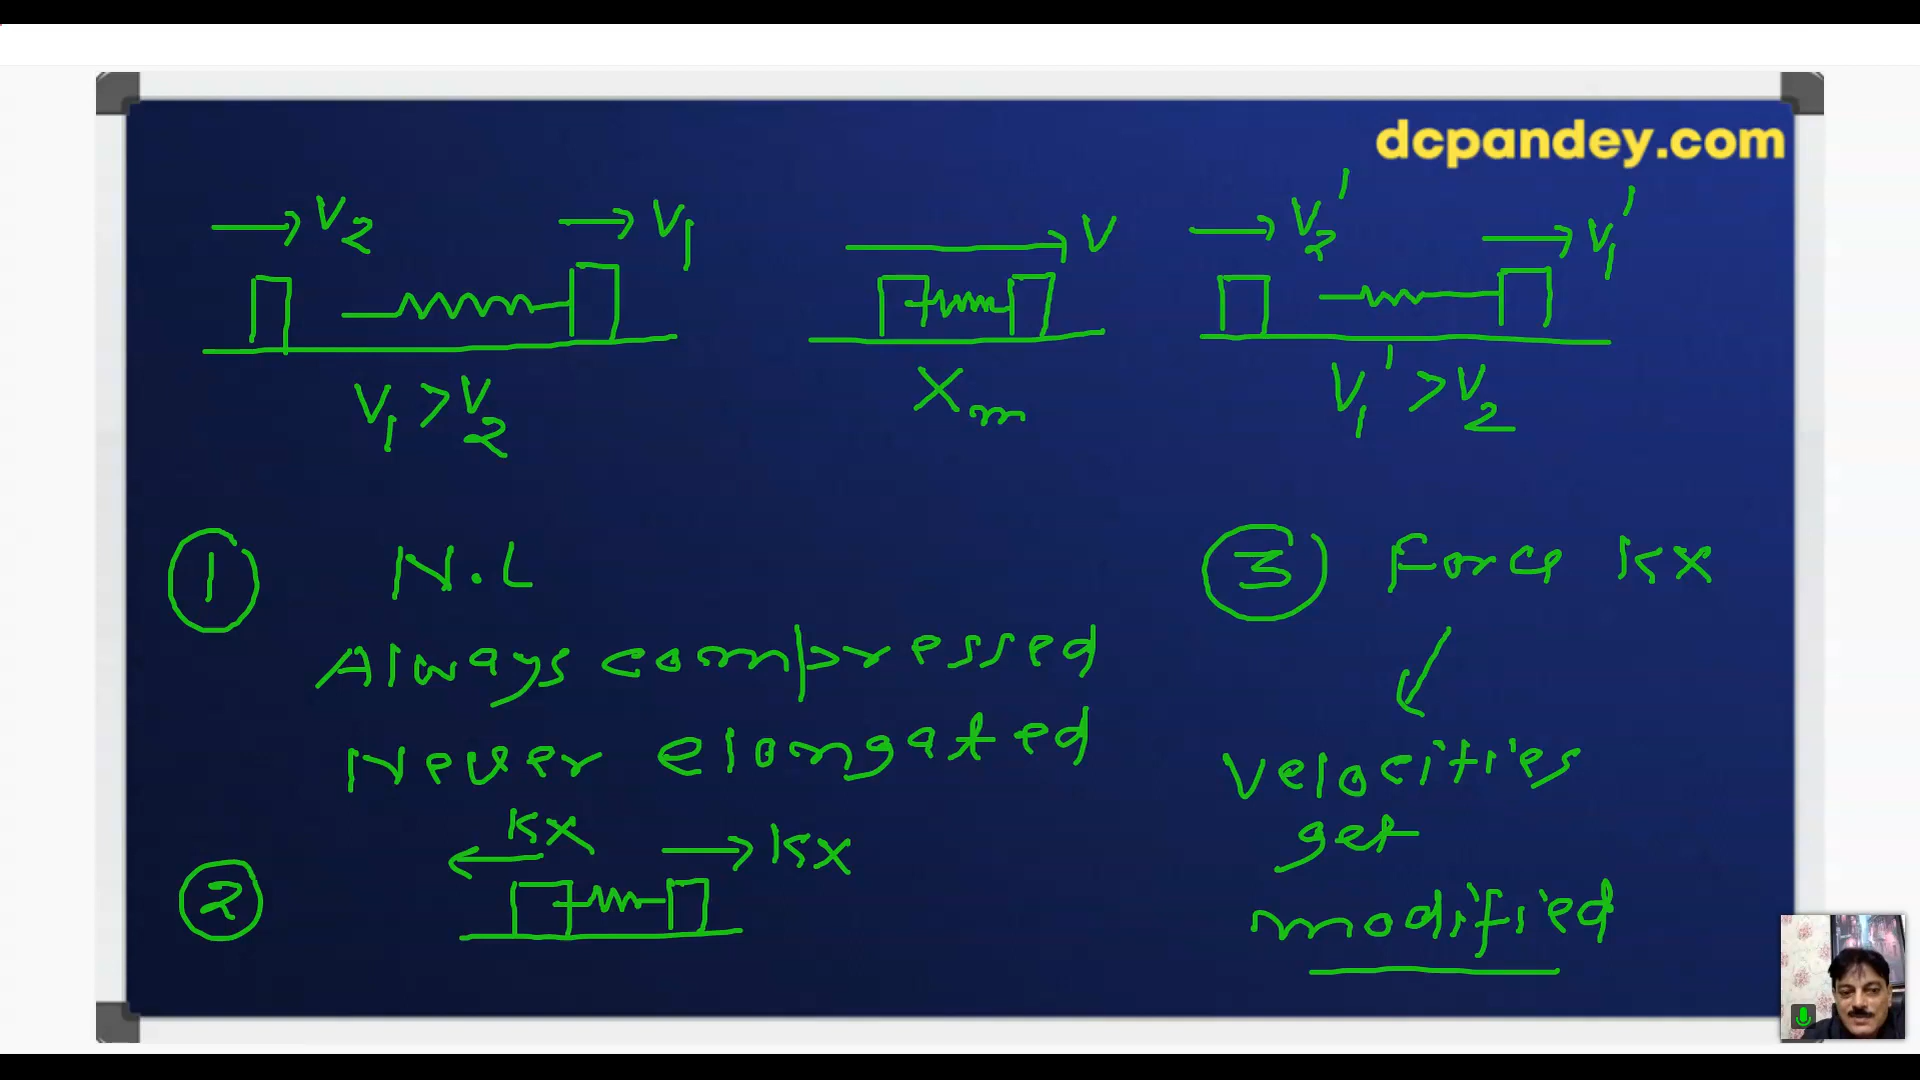 dcpandey.com
→ V₂ → V₁
→ V
→ V₂' → V₁'
V₁ > V₂
Xₘ
V₁' > V₂
① N.L
Always compressed
Never elongated
② ← Kx → Kx
③ Force Kx
↓
velocities
get
modified